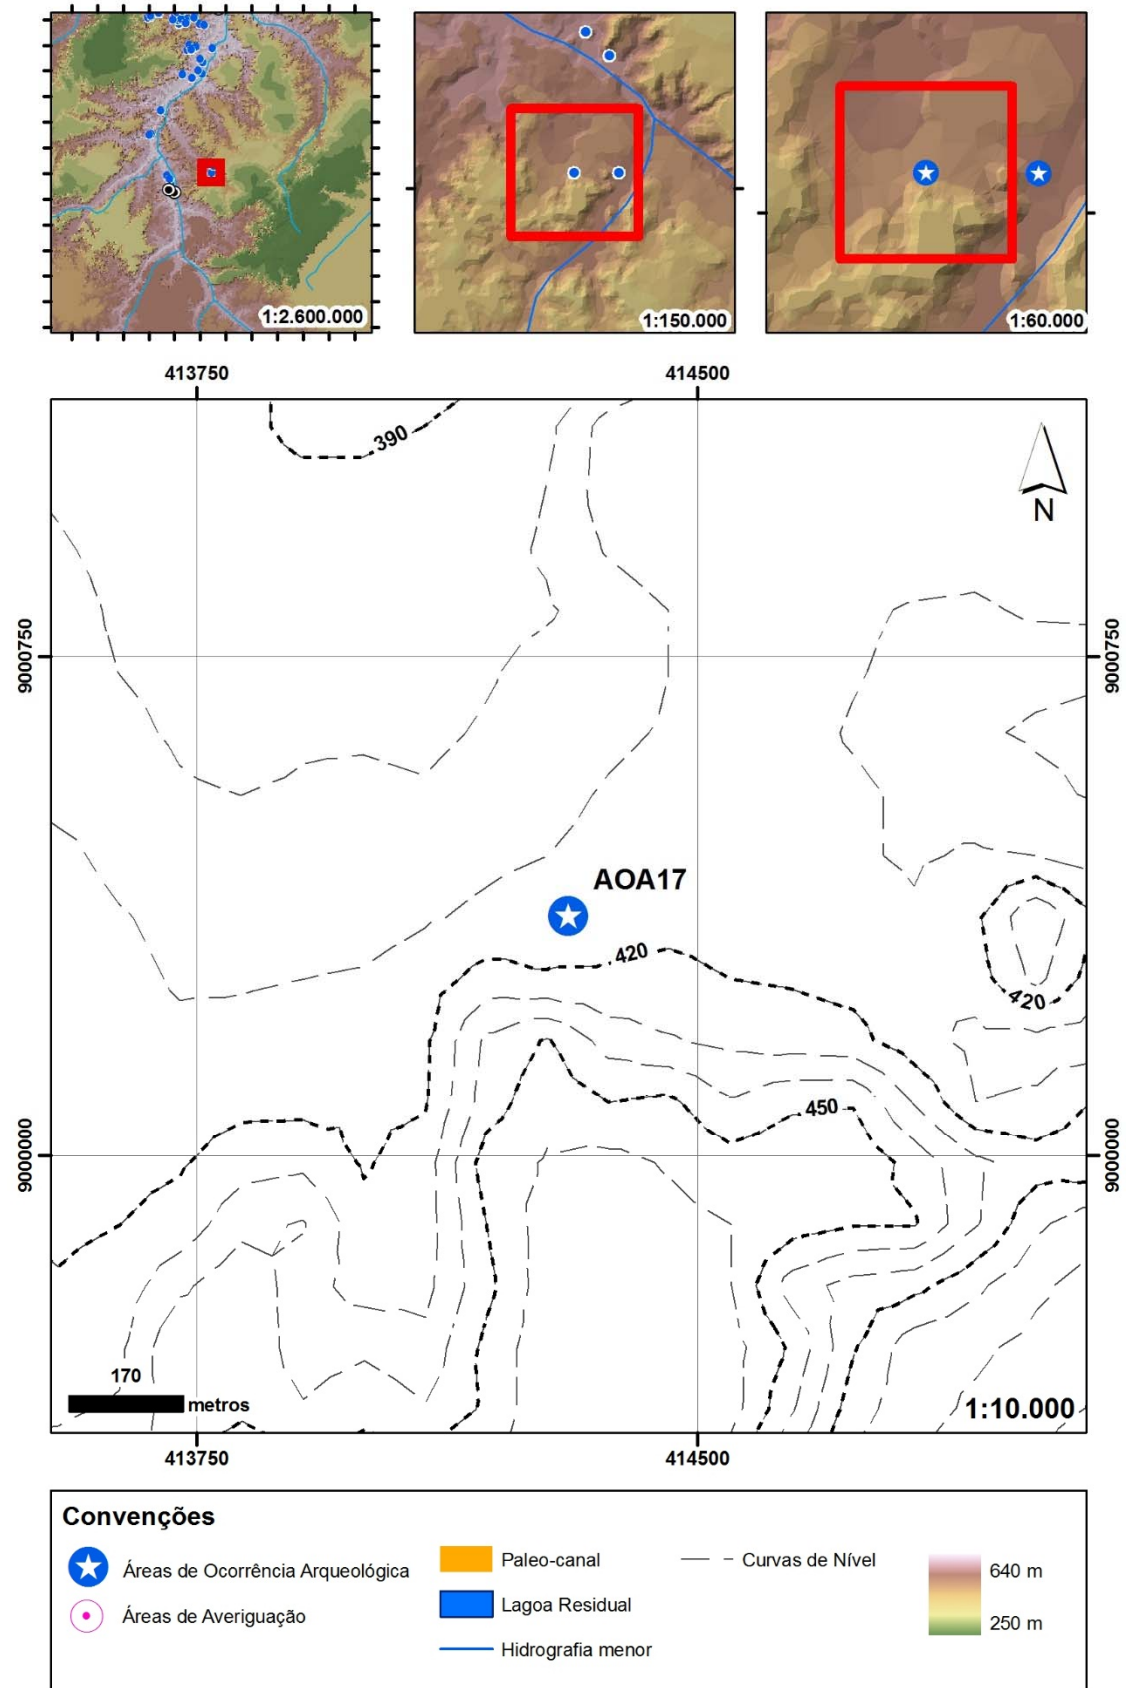 1:2.600.000
1:150.000
1:60.000
413750
414500
390
N
9000750
9000750
AOA17
420
420
450
9000000
9000000
170
metros
1:10.000
413750
414500
Convenções
Áreas de Ocorrência Arqueológica
Áreas de Averiguação
Paleo-canal
Lagoa Residual
Hidrografia menor
Curvas de Nível
640 m
250 m